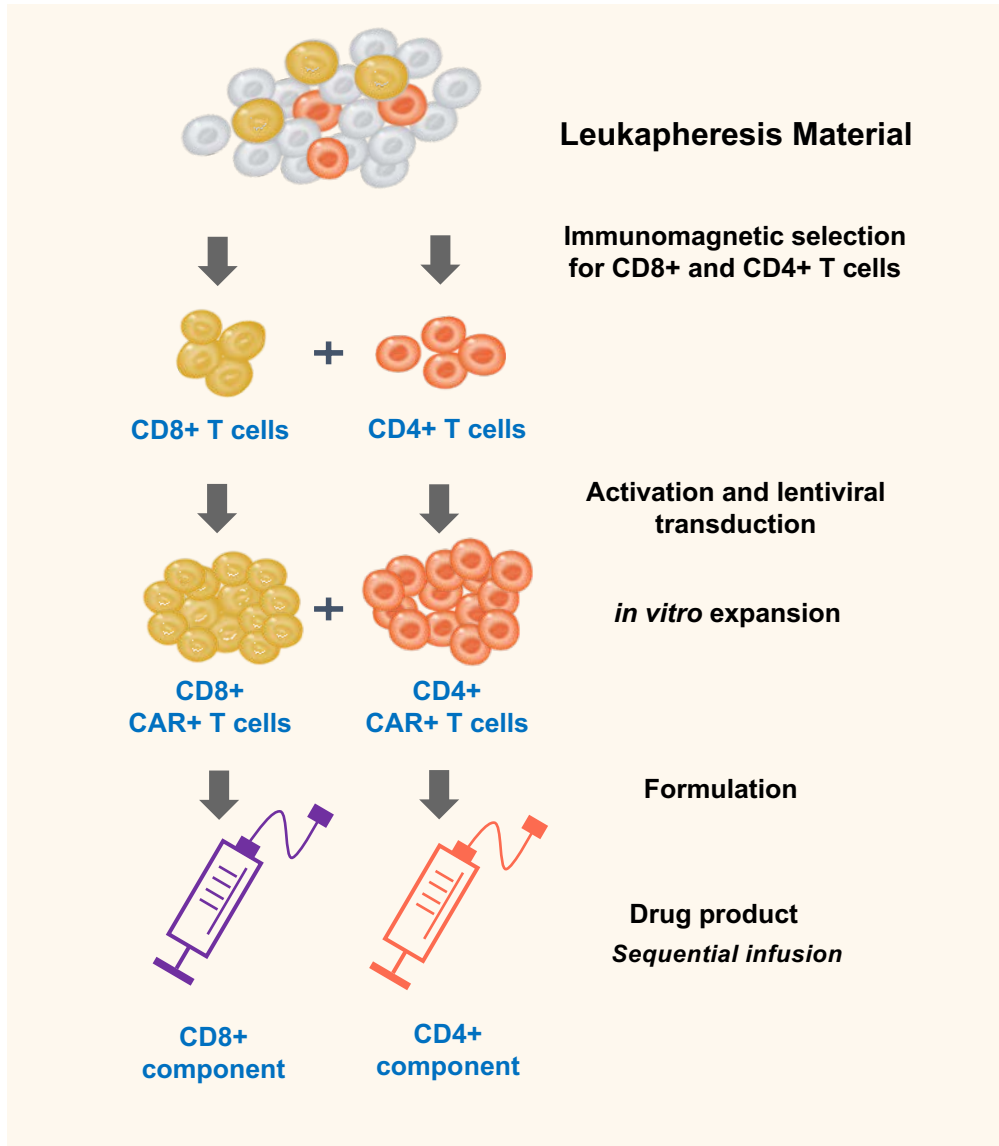 Leukapheresis Material
Immunomagnetic selection
for CD8+ and CD4+ T cells
+
CD8+ T cells
CD4+ T cells
Activation and lentiviral
transduction
+
in vitro expansion
CD8+
CAR+ T cells
CD4+
CAR+ T cells
Formulation
Drug product
Sequential infusion
CD8+
component
CD4+
component